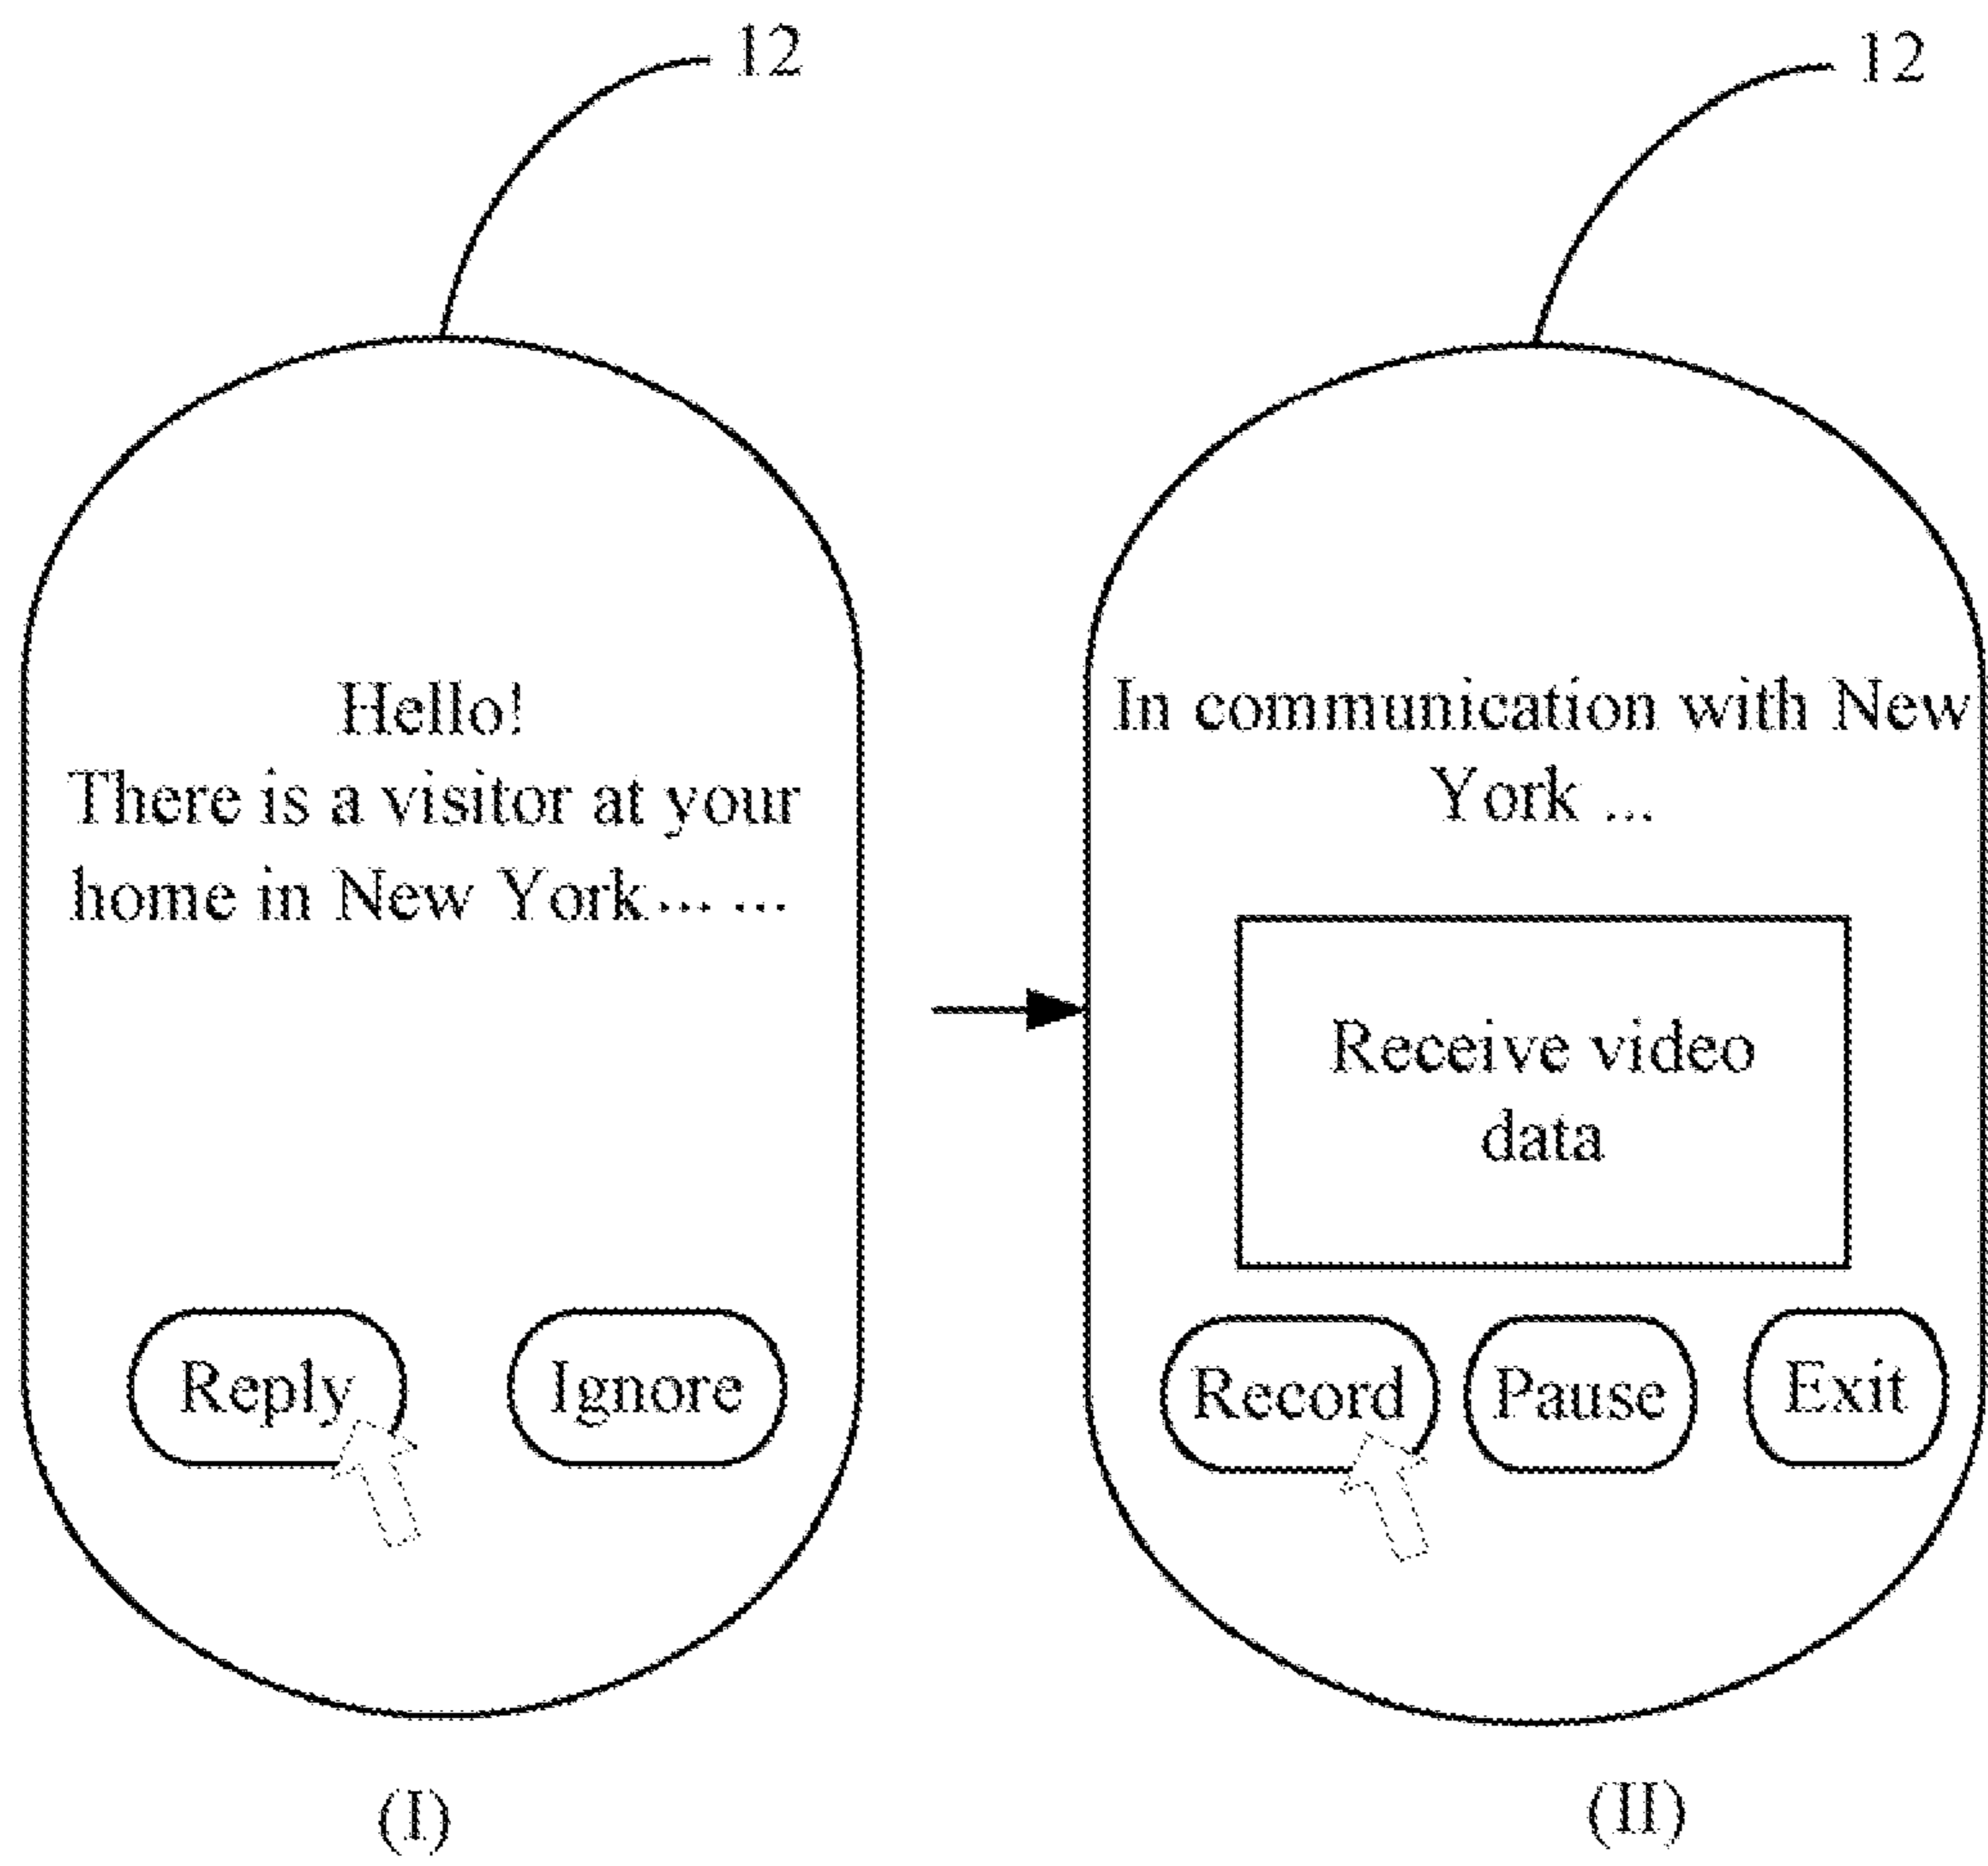 12
Hello!
There is a visitor at your
home in New York... ...
Reply
Ignore
(I)
12
In communication with New
York ...
Receive video
data
Record
Pause
Exit
(II)